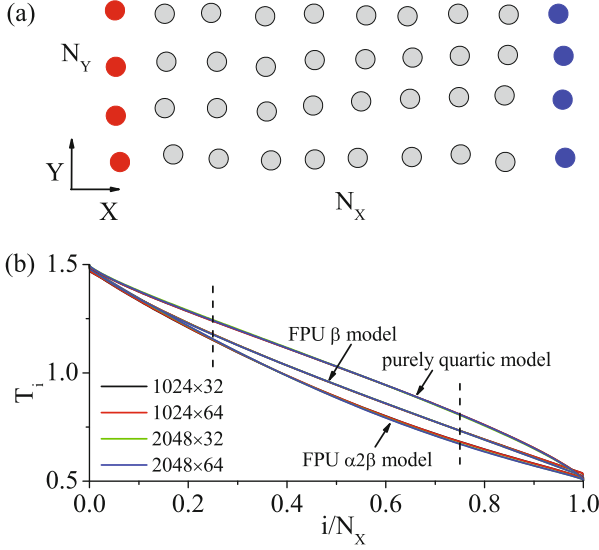 (a)
N_Y
Y
X
N_X
(b)
1.5
1.0
0.5
T_i
FPU β model
purely quartic model
1024×32
1024×64
2048×32
2048×64
FPU α2β model
0.0 0.2 0.4 0.6 0.8 1.0
i/N_X